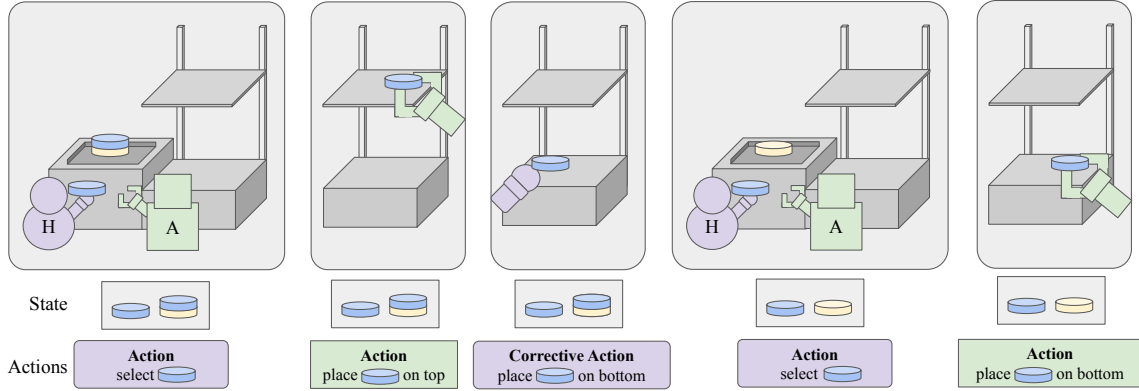 H
A
H
A
State
Actions
Action
select
Action
place on top
Corrective Action
place on bottom
Action
select
Action
place on bottom